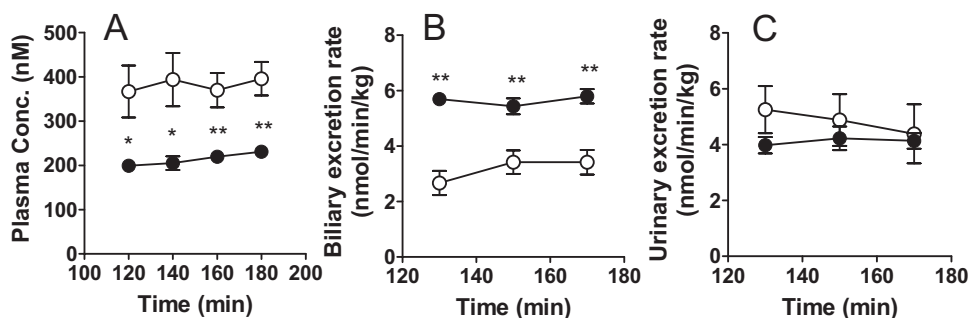 A
Plasma Conc. (nM)
500
400
300
200
100
0
* * ** **
100 120 140 160 180 200
Time (min)
B
Biliary excretion rate
(nmol/min/kg)
8
6
4
2
0
** ** **
120 140 160 180
Time (min)
C
Urinary excretion rate
(nmol/min/kg)
8
6
4
2
0
120 140 160 180
Time (min)